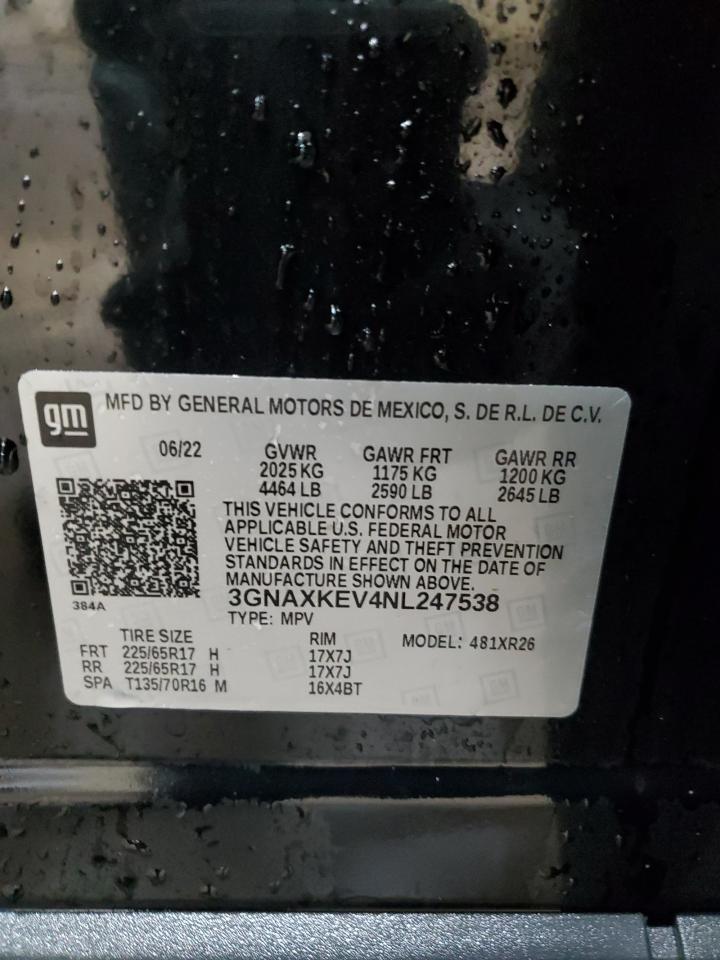 gm
MFD BY GENERAL MOTORS DE MEXICO, S. DE R.L. DE C.V.
06/22 GVWR GAWR FRT GAWR RR
2025 KG 1175 KG 1200 KG
4464 LB 2590 LB 2645 LB
THIS VEHICLE CONFORMS TO ALL
APPLICABLE U.S. FEDERAL MOTOR
VEHICLE SAFETY AND THEFT PREVENTION
STANDARDS IN EFFECT ON THE DATE OF
MANUFACTURE SHOWN ABOVE.
384A
3GNAXKEV4NL247538
TYPE: MPV
TIRE SIZE RIM MODEL: 481XR26
FRT 225/65R17 H 17X7J
RR 225/65R17 H 17X7J
SPA T135/70R16 M 16X4BT